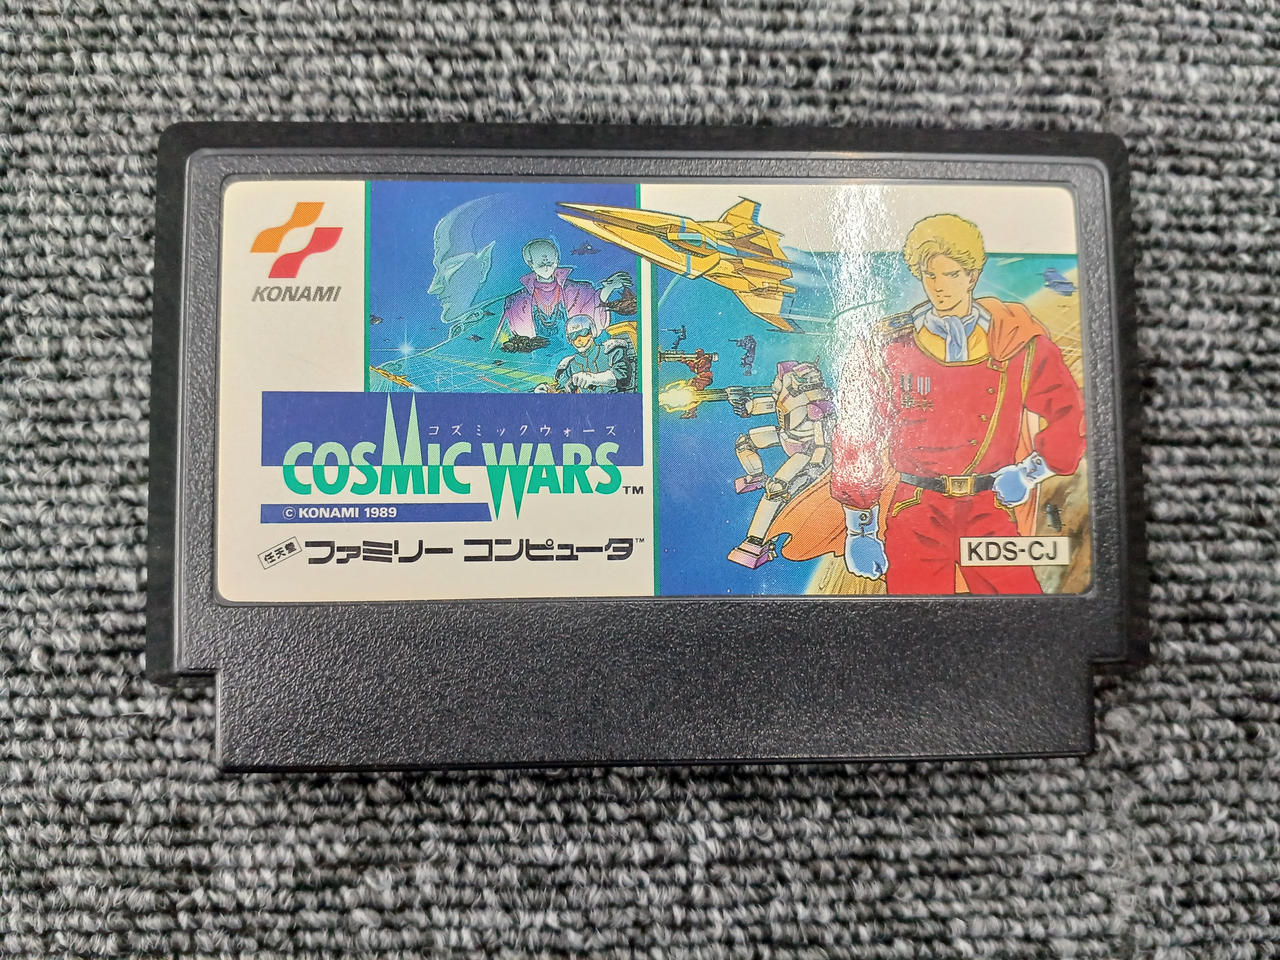 KONAMI
コズミックウォーズ
COSMIC WARS™
© KONAMI 1989
任天堂 ファミリー コンピュータ™
KDS-CJ